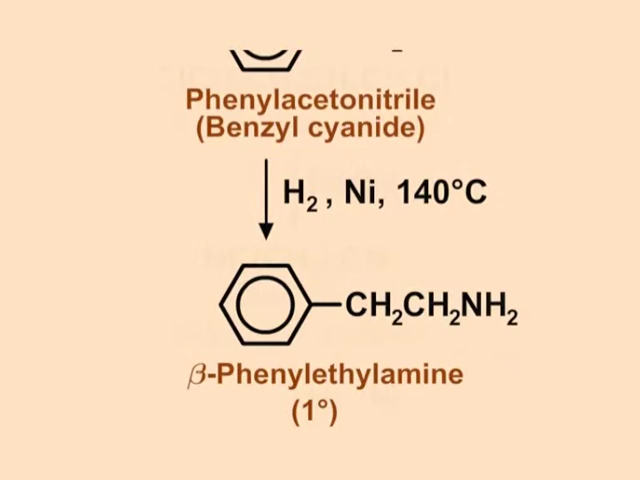 Phenylacetonitrile
(Benzyl cyanide)
H₂ , Ni, 140°C
CH₂CH₂NH₂
β-Phenylethylamine
(1°)